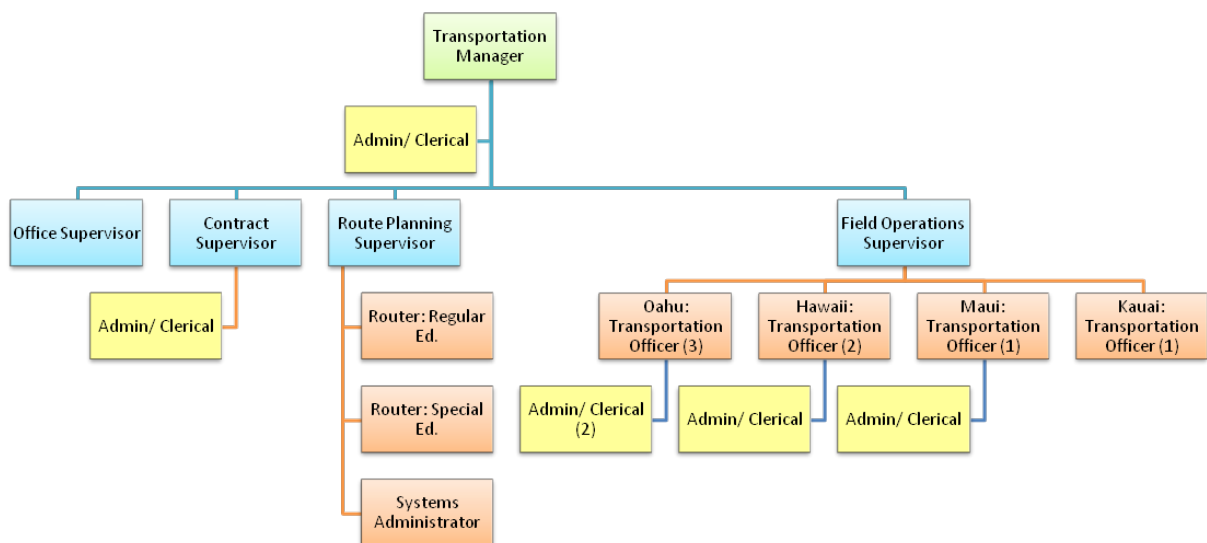 Transportation
Manager
Admin/ Clerical
Office Supervisor
Contract
Supervisor
Route Planning
Supervisor
Field Operations
Supervisor
Admin/ Clerical
Router: Regular
Ed.
Router: Special
Ed.
Systems
Administrator
Oahu:
Transportation
Officer (3)
Hawaii:
Transportation
Officer (2)
Maui:
Transportation
Officer (1)
Kauai:
Transportation
Officer (1)
Admin/ Clerical
(2)
Admin/ Clerical
Admin/ Clerical